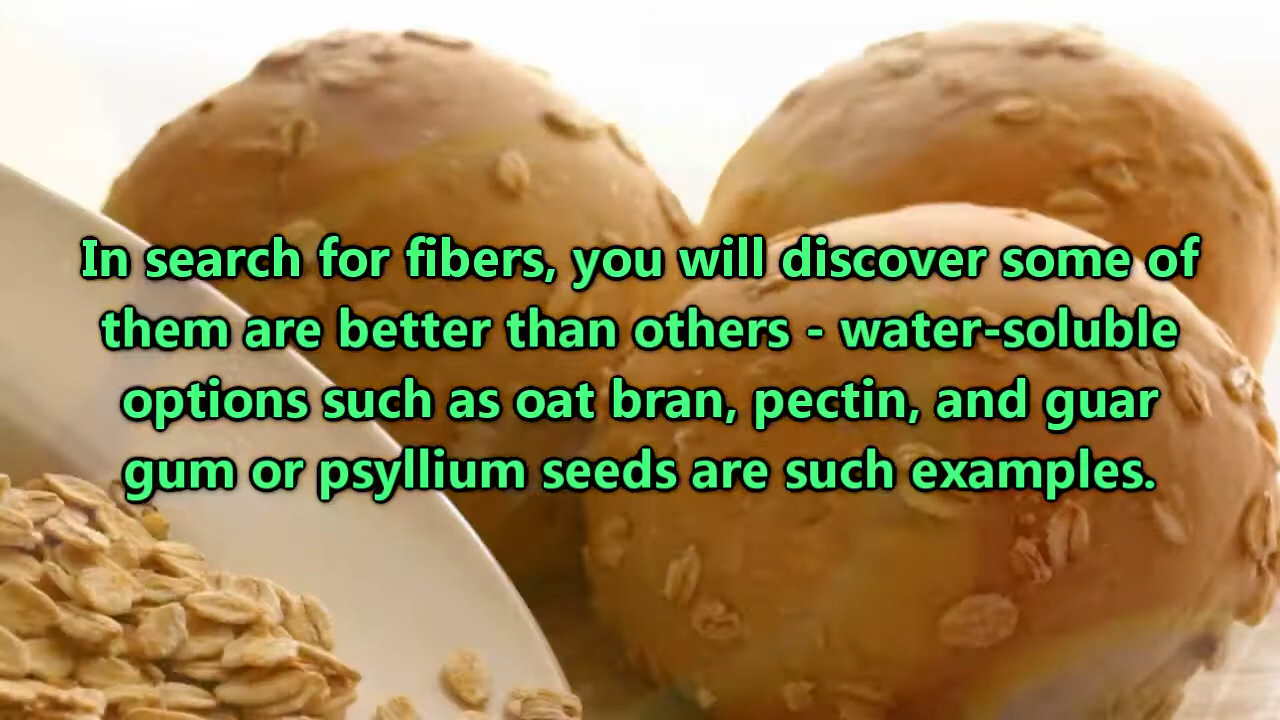 In search for fibers, you will discover some of
them are better than others - water-soluble
options such as oat bran, pectin, and guar
gum or psyllium seeds are such examples.